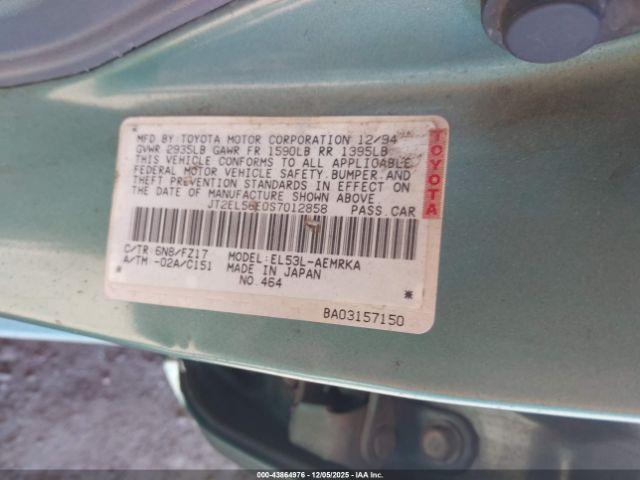 MFD BY:TOYOTA MOTOR CORPORATION 12/94
GVWR 2935LB GAWR FR 1590LB RR 1395LB
THIS VEHICLE CONFORMS TO ALL APPLICABLE
FEDERAL MOTOR VEHICLE SAFETY,BUMPER,AND
THEFT PREVENTION STANDARDS IN EFFECT ON
THE DATE OF MANUFACTURE SHOWN ABOVE.
JT2EL56E0S7012858 PASS.CAR
C/TR: 6N8/FZ17 MODEL:EL53L-AEMRKA
A/TM -02A/C151 MADE IN JAPAN
NO.464
BA03157150
TOYOTA
000-43864976 | 12/05/2025 | IAA Inc.